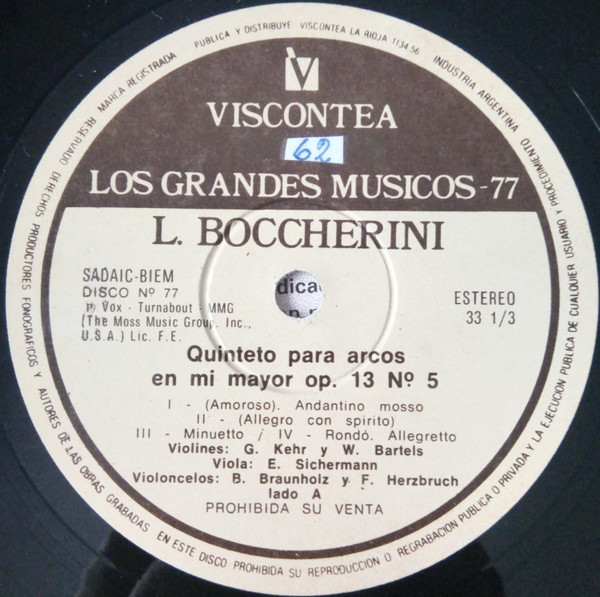 PUBLICA Y DISTRIBUYE VISCONTEA LA RIOJA 1134-56
INDUSTRIA ARGENTINA
MARCA REGISTRADA
V
VISCONTEA
62
LOS GRANDES MUSICOS-77
L. BOCCHERINI
SADAIC-BIEM
DISCO Nº 77
P. Vox - Turnabout - MMG
(The Moss Music Group, Inc.,
U.S.A.) Lic. F.E.
dica
ESTEREO
33 1/3
Quinteto para arcos
en mi mayor op. 13 Nº 5
I - (Amoroso). Andantino mosso
II - (Allegro con spirito)
III - Minuetto / IV - Rondó. Allegretto
Violines: G. Kehr y W. Bartels
Viola: E. Sichermann
Violoncelos: B. Braunholz y F. Herzbruch
lado A
PROHIBIDA SU VENTA
RESERVADO DERECHOS PRODUCTORES FONOGRAFICOS Y AUTORES DE LAS OBRAS GRABADAS EN ESTE DISCO PROHIBIDA SU REPRODUCCION O REGRABACION PUBLICA O PRIVADA Y LA EJECUCION PUBLICA DE CUALQUIER USUARIO Y PROCEDIMIENTO